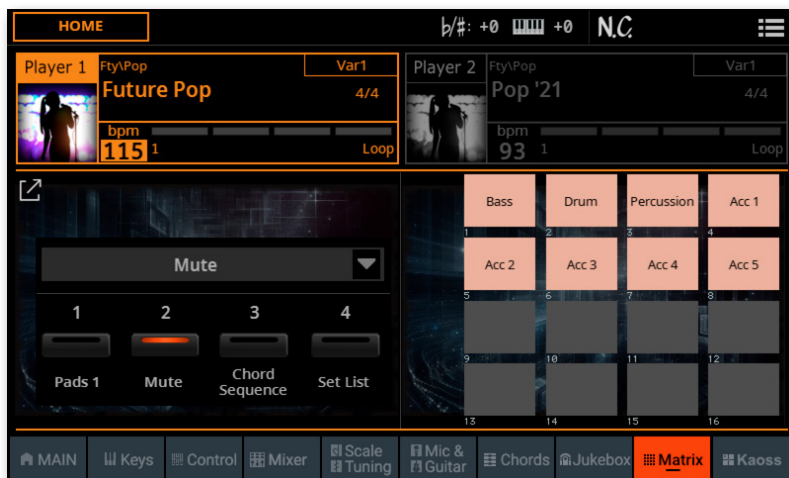 HOME
♭/#: +0 +0 N.C.
Player 1 Fty\Pop Var1
Future Pop 4/4
bpm
115 1 Loop
Player 2 Fty\Pop Var1
Pop '21 4/4
bpm
93 1 Loop
Mute
1 2 3 4
Pads 1 Mute Chord Sequence Set List
Bass Drum Percussion Acc 1
1 2 3 4
Acc 2 Acc 3 Acc 4 Acc 5
5 6 7 8
9 10 11 12
13 14 15 16
MAIN Keys Control Mixer Scale Tuning Mic & Guitar Chords Jukebox Matrix Kaoss